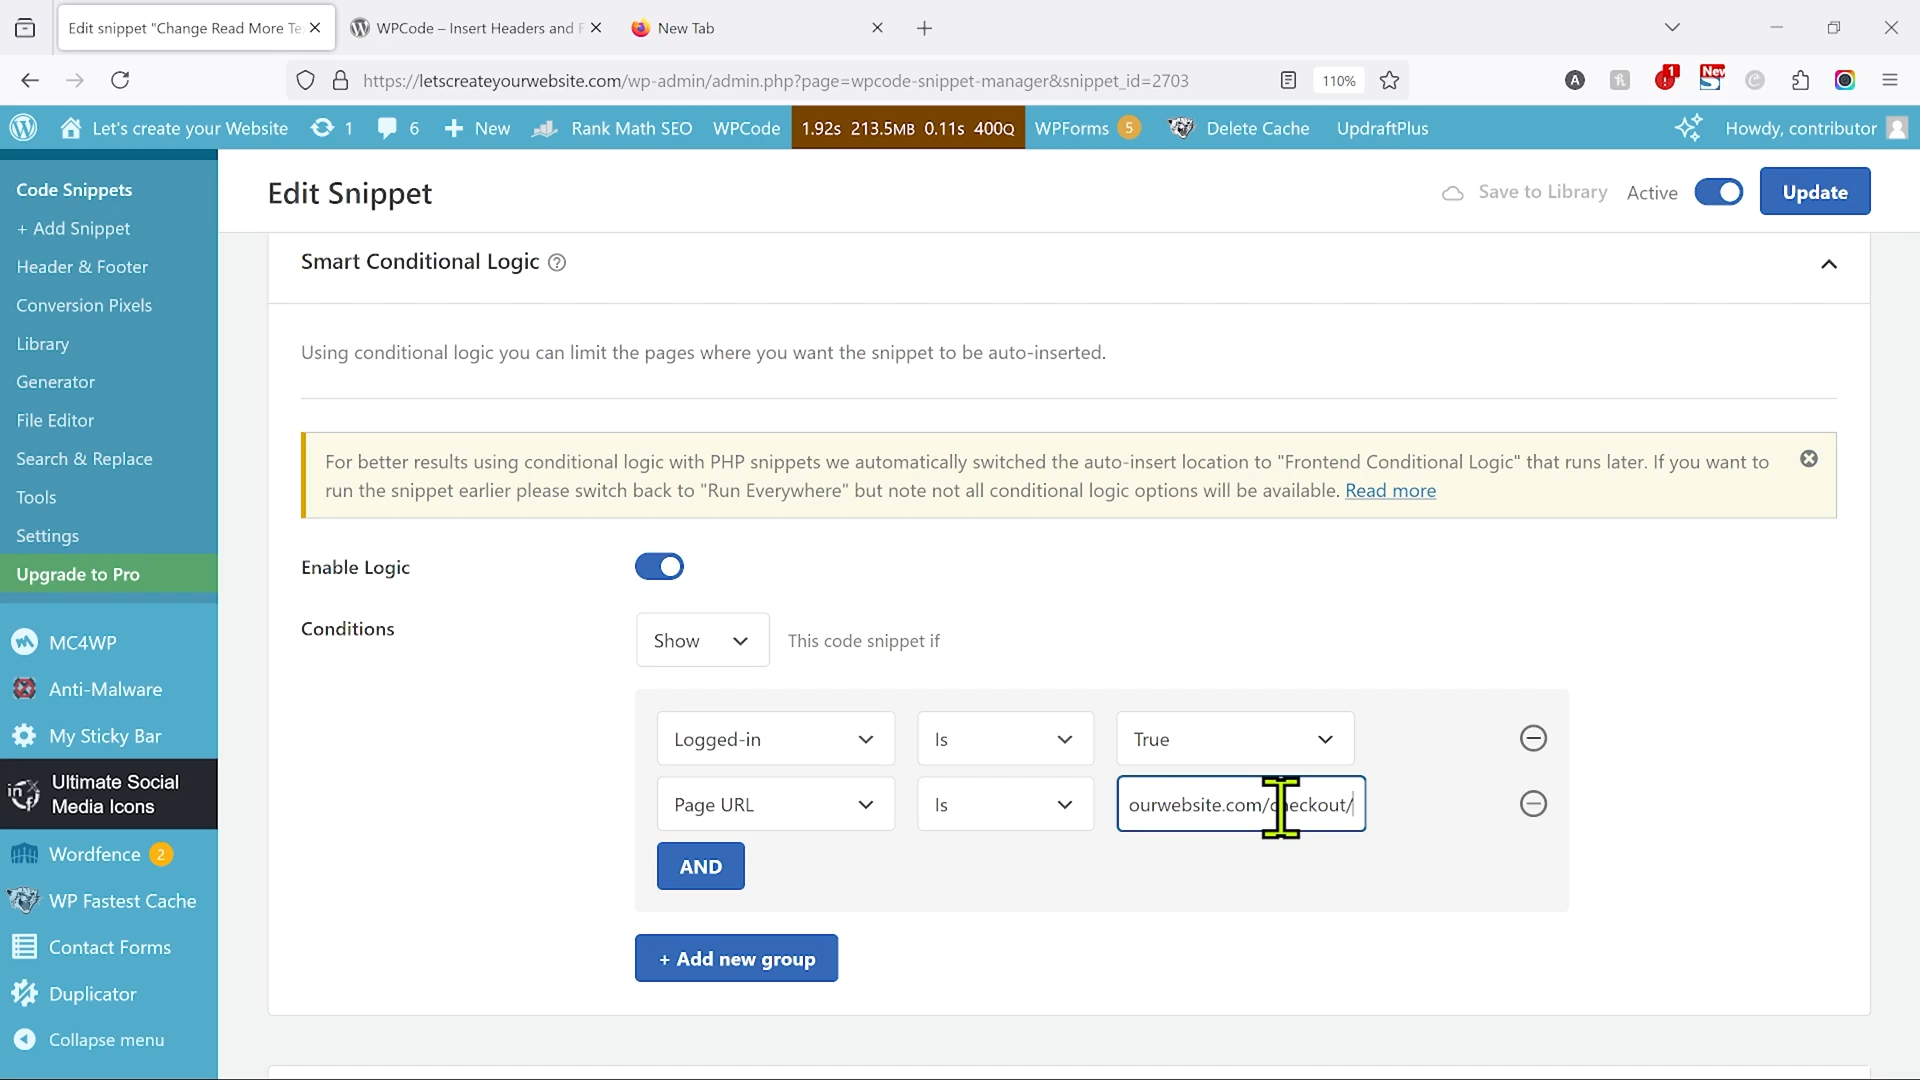 Edit snippet "Change Read More Te
WPCode – Insert Headers and F
New Tab
https://letscreateyourwebsite.com/wp-admin/admin.php?page=wpcode-snippet-manager&snippet_id=2703
110%
A
1
New
Let's create your Website
1
6
New
Rank Math SEO
WPCode
1.92s 213.5MB 0.11s 400Q
WPForms 5
Delete Cache
UpdraftPlus
Howdy, contributor
Code Snippets
+ Add Snippet
Header & Footer
Conversion Pixels
Library
Generator
File Editor
Search & Replace
Tools
Settings
Upgrade to Pro
MC4WP
Anti-Malware
My Sticky Bar
Ultimate Social
Media Icons
Wordfence 2
WP Fastest Cache
Contact Forms
Duplicator
Collapse menu
Edit Snippet
Save to Library
Active
Update
Smart Conditional Logic
Using conditional logic you can limit the pages where you want the snippet to be auto-inserted.
For better results using conditional logic with PHP snippets we automatically switched the auto-insert location to "Frontend Conditional Logic" that runs later. If you want to
run the snippet earlier please switch back to "Run Everywhere" but note not all conditional logic options will be available. Read more
Enable Logic
Conditions
Show
This code snippet if
Logged-in
Is
True
Page URL
Is
ourwebsite.com/checkout/
AND
+ Add new group